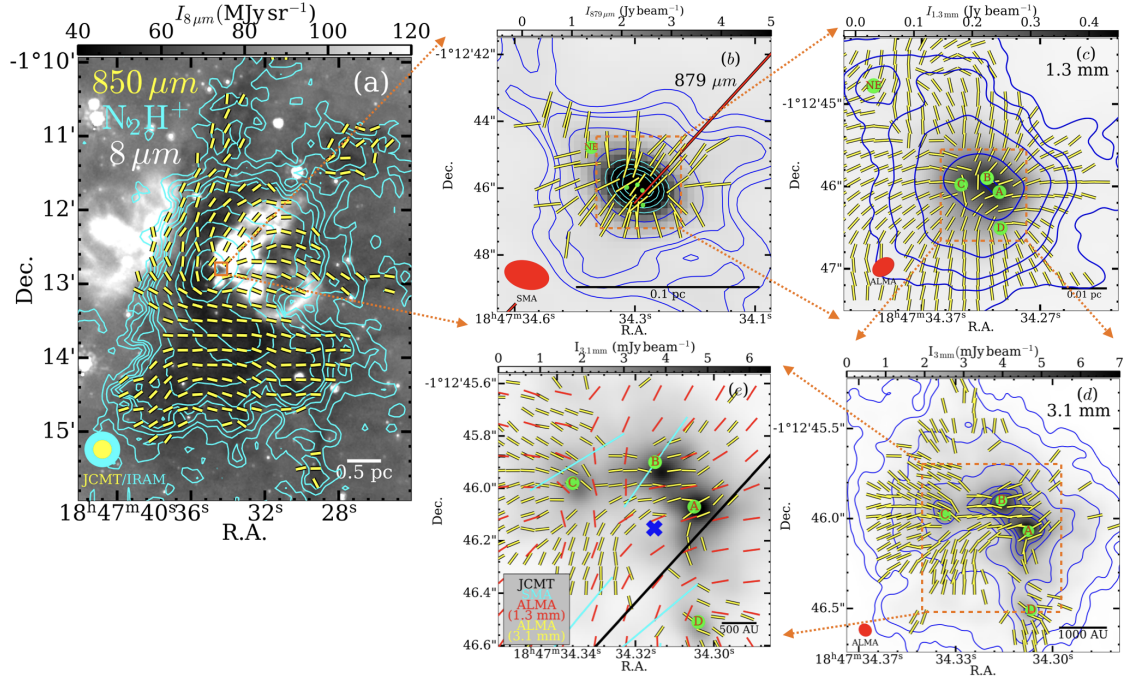 I8 μm (MJy sr−1)
40 60 80 100 120
850 μm
N2H+
8 μm
(a)
-1°10'
11'
12'
13'
14'
15'
Dec.
JCMT/IRAM
0.5 pc
18h47m40s 36s 32s 28s
R.A.
I879 μm (Jy beam−1)
0 1 2 3 4 5
(b)
879 μm
-1°12'42"
44"
46"
48"
Dec.
NE
SMA
0.1 pc
18h47m34.6s 34.3s 34.1s
R.A.
I1.3 mm (Jy beam−1)
0.0 0.1 0.2 0.3 0.4
(c)
1.3 mm
-1°12'45"
46"
47"
Dec.
NE
B
C
A
D
ALMA
0.01 pc
18h47m34.37s 34.27s
R.A.
I3.1 mm (mJy beam−1)
0 1 2 3 4 5 6
(e)
-1°12'45.6"
45.8"
46.0"
46.2"
46.4"
46.6"
Dec.
B
C
A
D
JCMT
SMA
ALMA
(1.3 mm)
ALMA
(3.1 mm)
500 AU
18h47m34.34s 34.32s 34.30s
R.A.
I3 mm(mJy beam−1)
0 1 2 3 4 5 6 7
(d)
3.1 mm
-1°12'45.5"
46.0"
46.5"
Dec.
B
C
A
D
ALMA
1000 AU
18h47m34.37s 34.33s 34.30s
R.A.